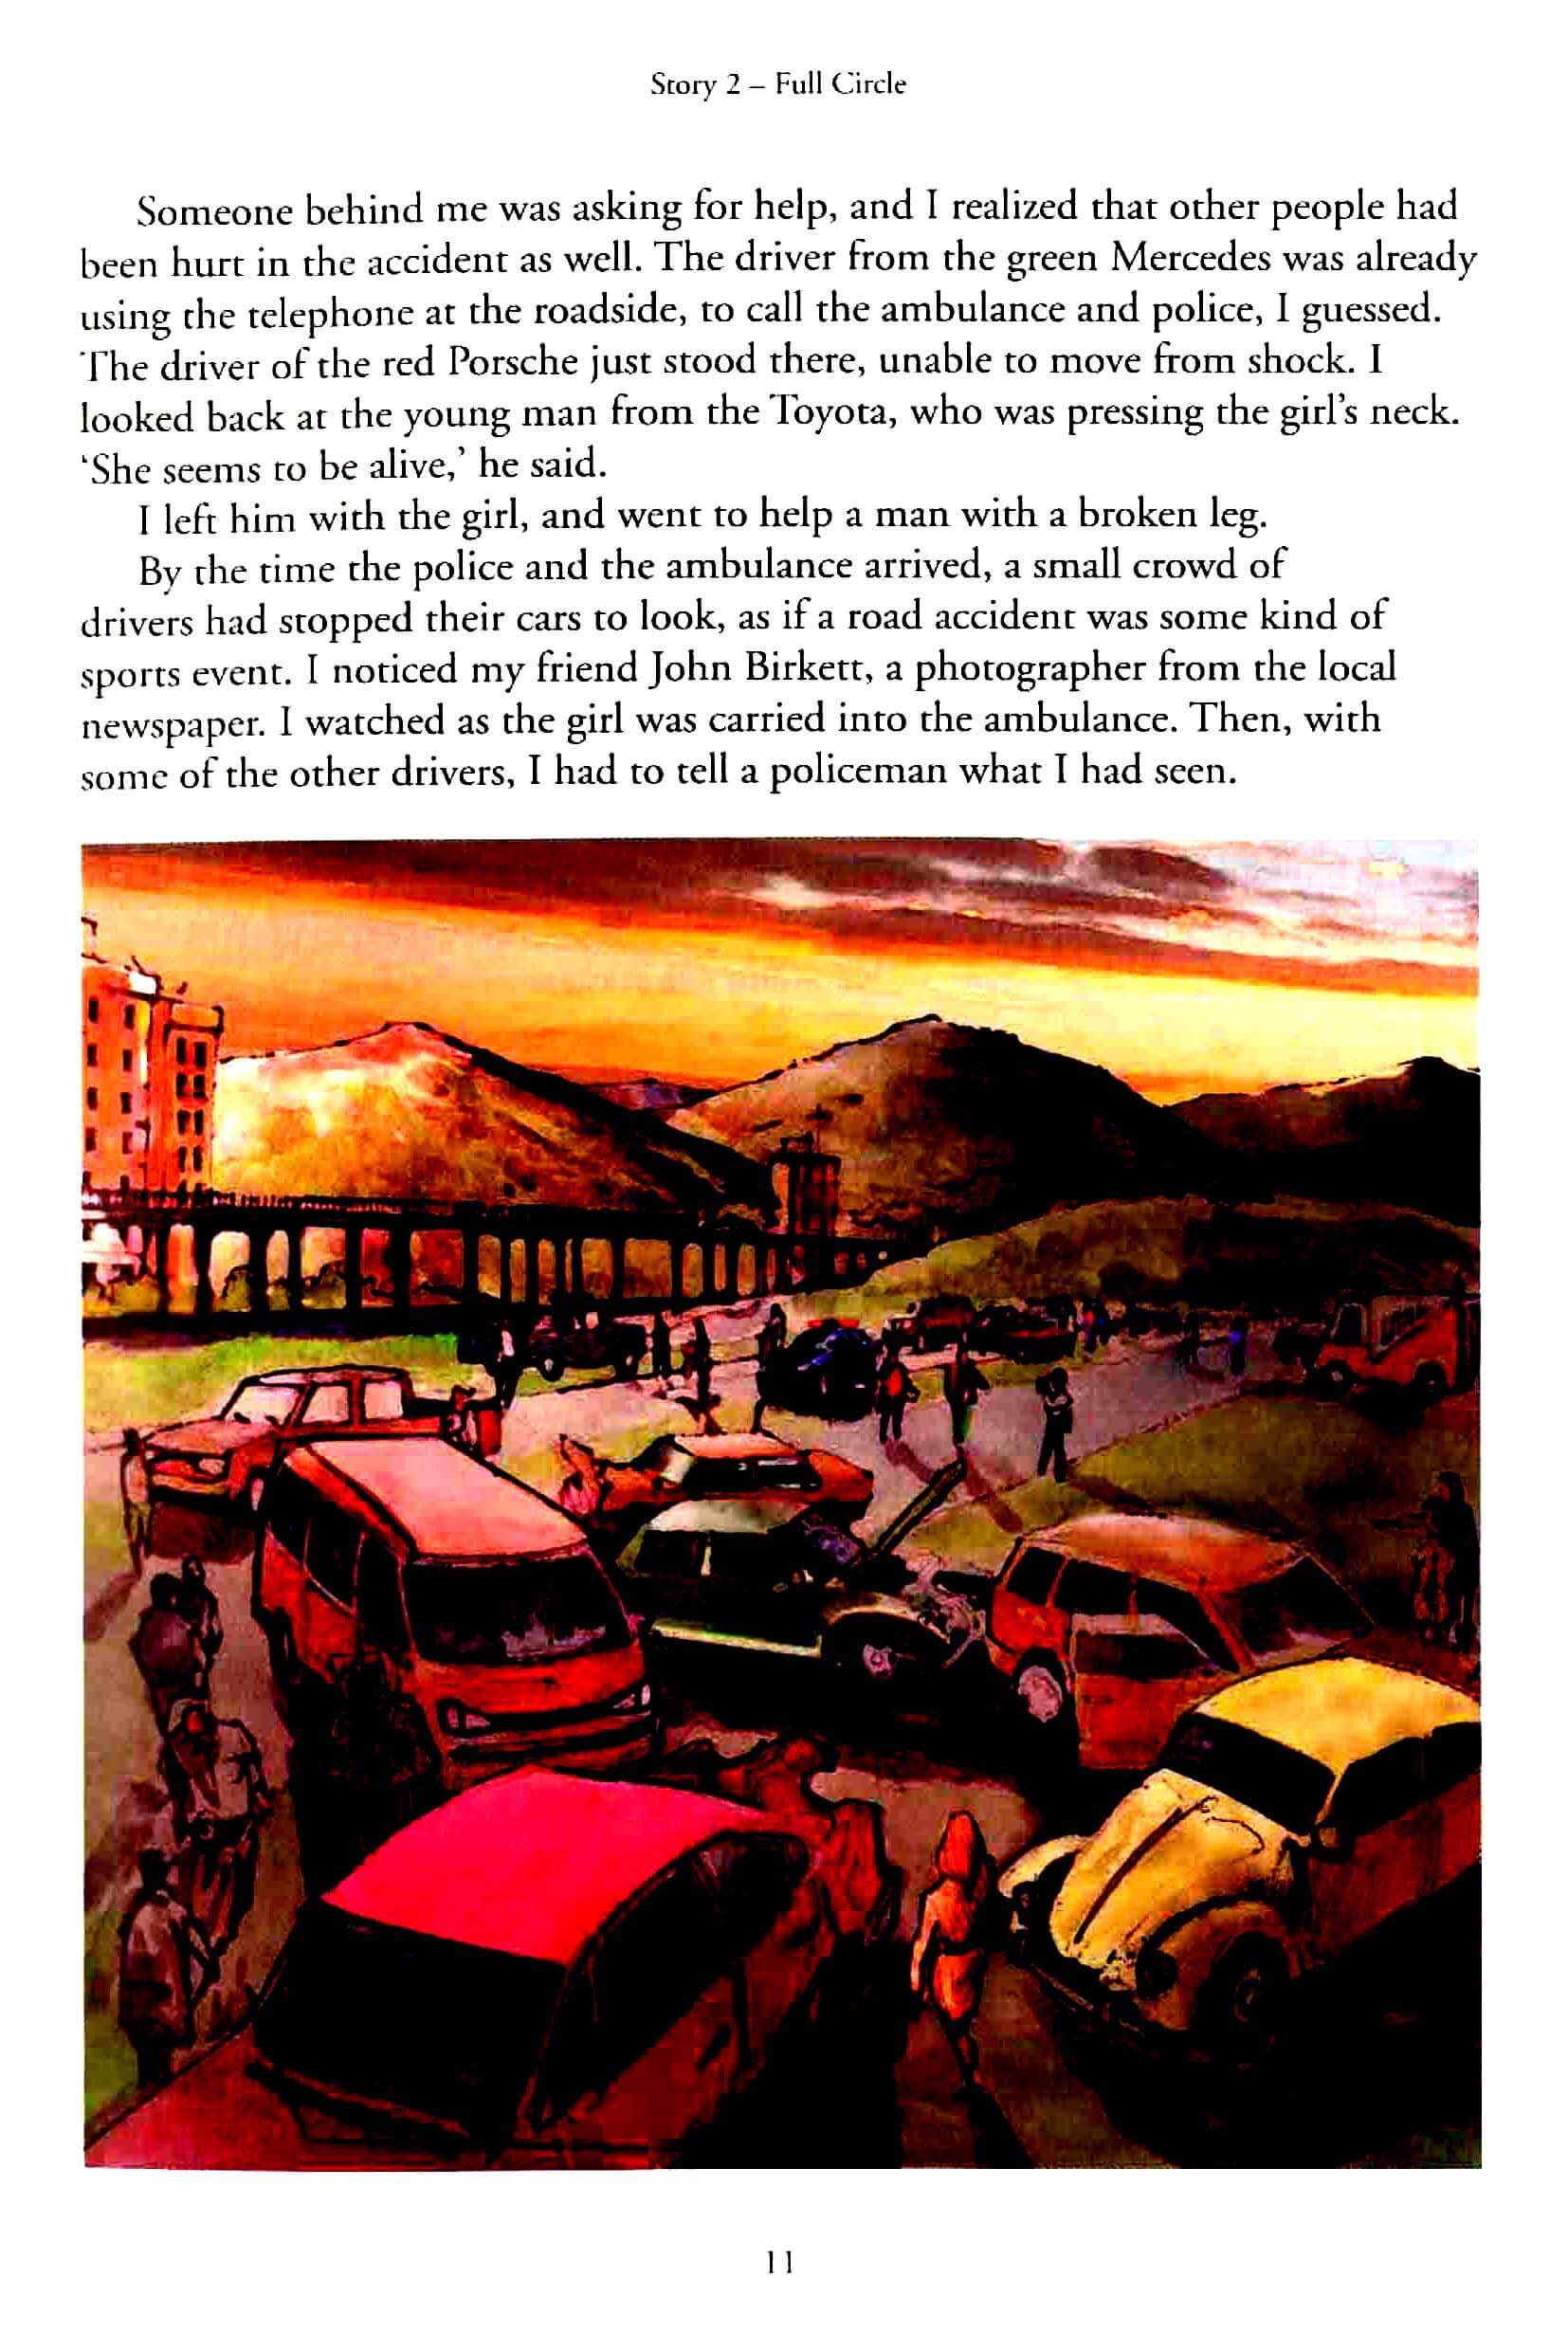 Story 2 – Full Circle
Someone behind me was asking for help, and I realized that other people had
been hurt in the accident as well. The driver from the green Mercedes was already
using the telephone at the roadside, to call the ambulance and police, I guessed.
The driver of the red Porsche just stood there, unable to move from shock. I
looked back at the young man from the Toyota, who was pressing the girl's neck.
'She seems to be alive,' he said.
I left him with the girl, and went to help a man with a broken leg.
By the time the police and the ambulance arrived, a small crowd of
drivers had stopped their cars to look, as if a road accident was some kind of
sports event. I noticed my friend John Birkett, a photographer from the local
newspaper. I watched as the girl was carried into the ambulance. Then, with
some of the other drivers, I had to tell a policeman what I had seen.
11